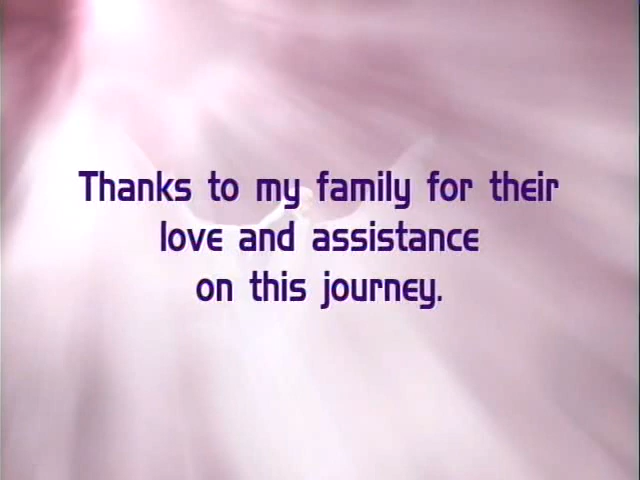 Thanks to my family for their
love and assistance
on this journey.